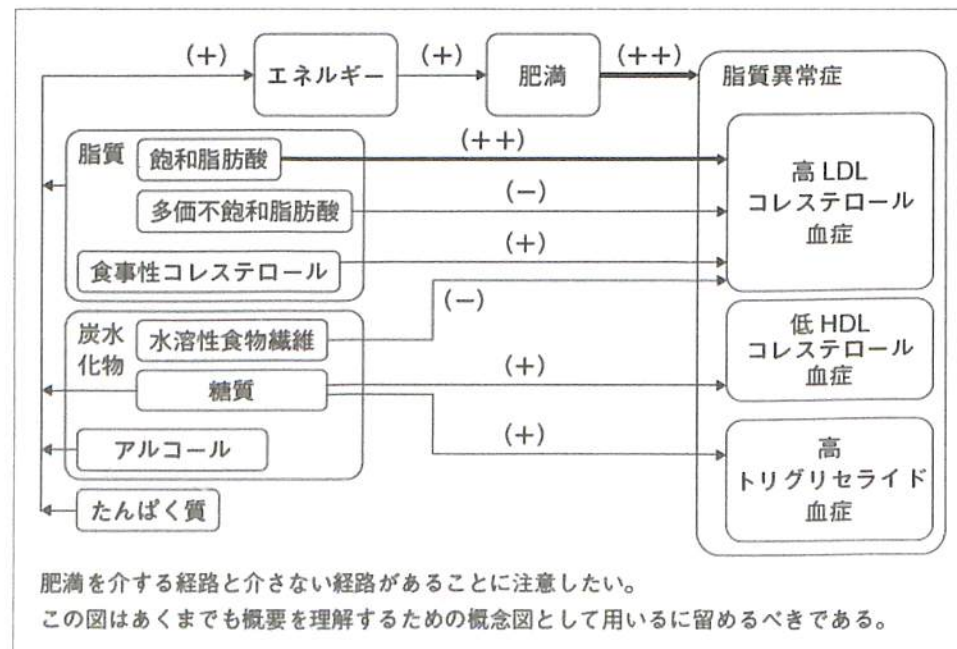 (+)
エネルギー
(+)
肥満
(++)
脂質異常症
脂質
飽和脂肪酸
(++)
高LDL
コレステロール
血症
多価不飽和脂肪酸
(−)
食事性コレステロール
(+)
炭水
化物
水溶性食物繊維
(−)
低HDL
コレステロール
血症
糖質
(+)
(+)
アルコール
高
トリグリセライド
血症
たんぱく質
肥満を介する経路と介さない経路があることに注意したい。
この図はあくまでも概要を理解するための概念図として用いるに留めるべきである。